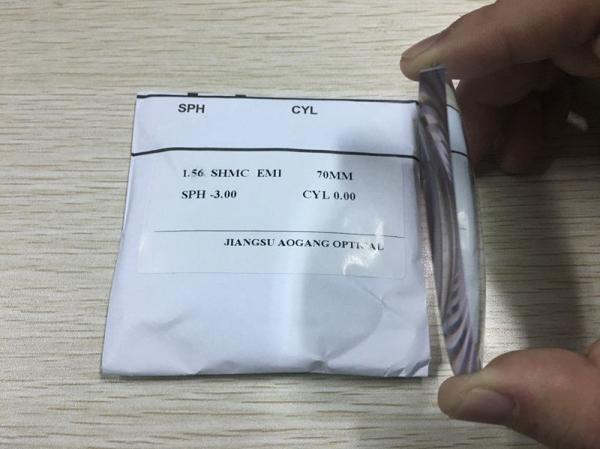 SPH CYL
1.56 SHMC EMI 70MM
SPH -3.00 CYL 0.00
JIANGSU AOGANG OPTICAL